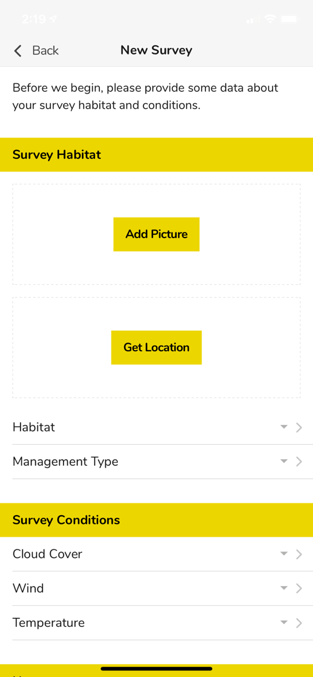 2:19
Back
New Survey
Before we begin, please provide some data about
your survey habitat and conditions.
Survey Habitat
Add Picture
Get Location
Habitat
Management Type
Survey Conditions
Cloud Cover
Wind
Temperature